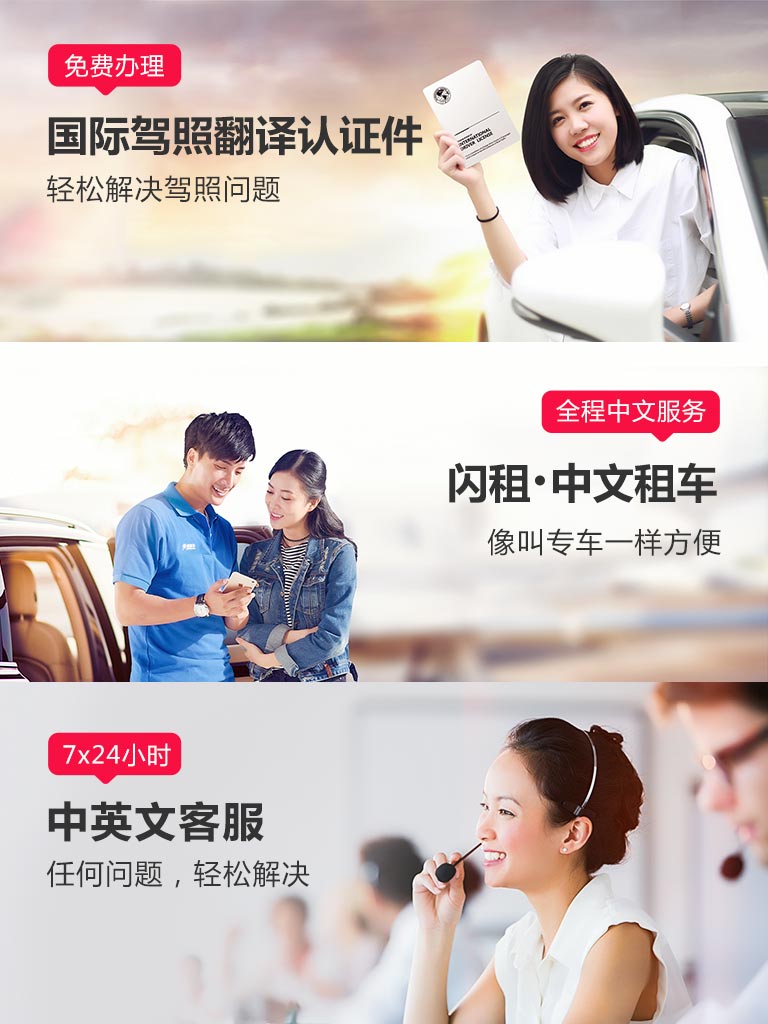 免费办理
国际驾照翻译认证件
轻松解决驾照问题
INTERNATIONAL
DRIVER LICENSE
全程中文服务
闪租·中文租车
像叫专车一样方便
7x24小时
中英文客服
任何问题，轻松解决